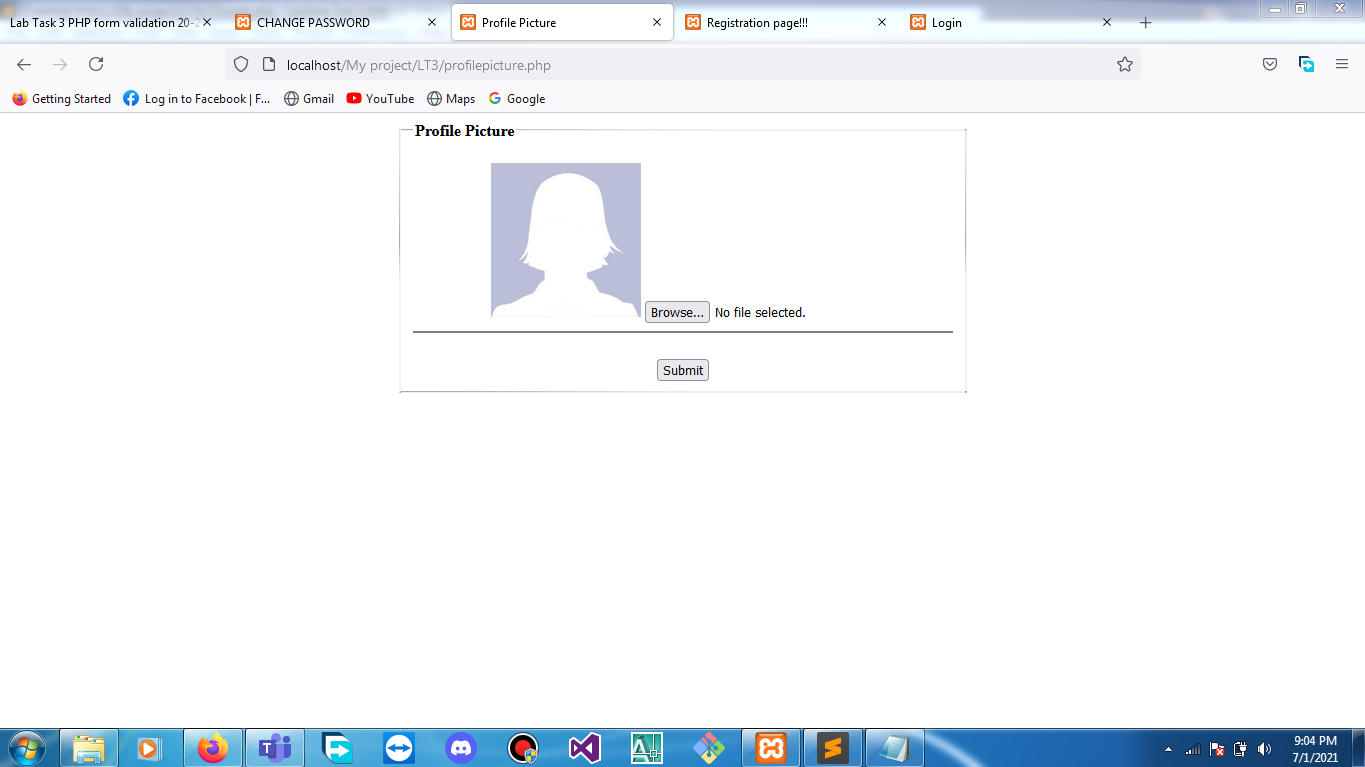 Lab Task 3 PHP form validation 20-2
CHANGE PASSWORD
Profile Picture
Registration page!!!
Login
localhost/My project/LT3/profilepicture.php
Getting Started
Log in to Facebook | F...
Gmail
YouTube
Maps
Google
Profile Picture
Browse...
No file selected.
Submit
9:04 PM
7/1/2021